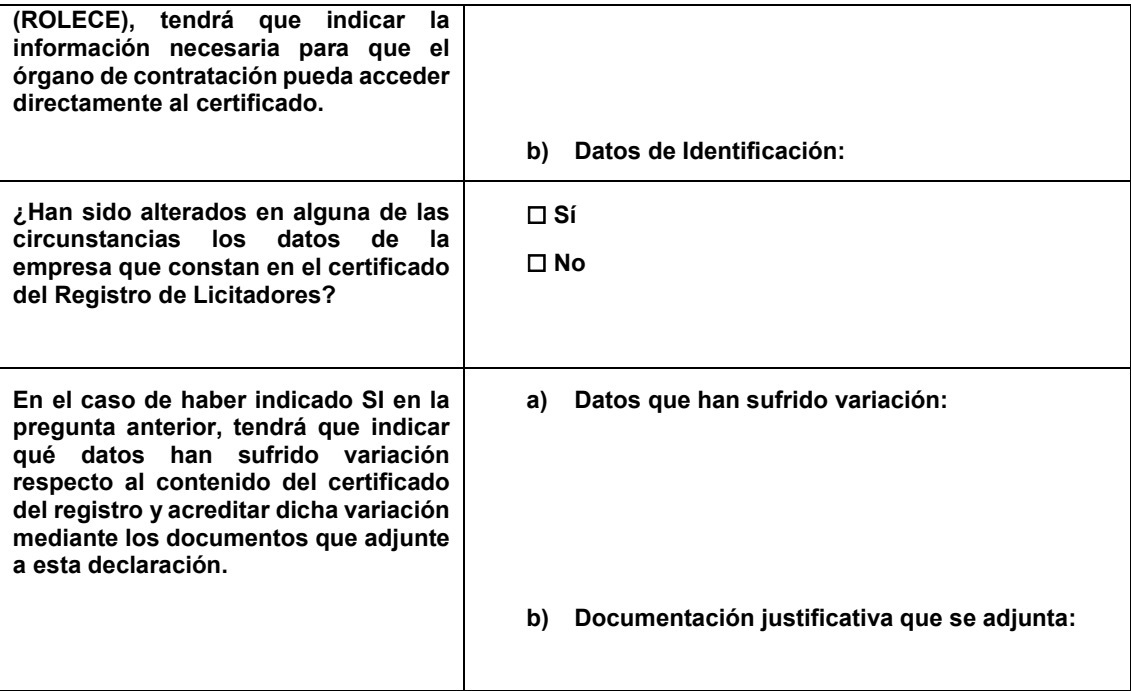 (ROLECE), tendrá que indicar la
información necesaria para que el
órgano de contratación pueda acceder
directamente al certificado.
b) Datos de Identificación:
¿Han sido alterados en alguna de las
circunstancias los datos de la
empresa que constan en el certificado
del Registro de Licitadores?
☐ Sí
☐ No
En el caso de haber indicado SI en la
pregunta anterior, tendrá que indicar
qué datos han sufrido variación
respecto al contenido del certificado
del registro y acreditar dicha variación
mediante los documentos que adjunte
a esta declaración.
a) Datos que han sufrido variación:
b) Documentación justificativa que se adjunta: